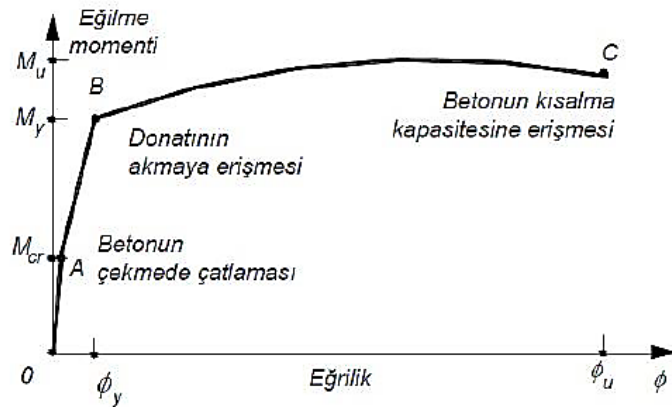 Eğilme
momenti
M_u
C
B
M_y
Donatının
akmaya erişmesi
Betonun kısalma
kapasitesine erişmesi
M_cr
A
Betonun
çekmede çatlaması
0
ϕ_y
Eğrilik
ϕ_u
ϕ